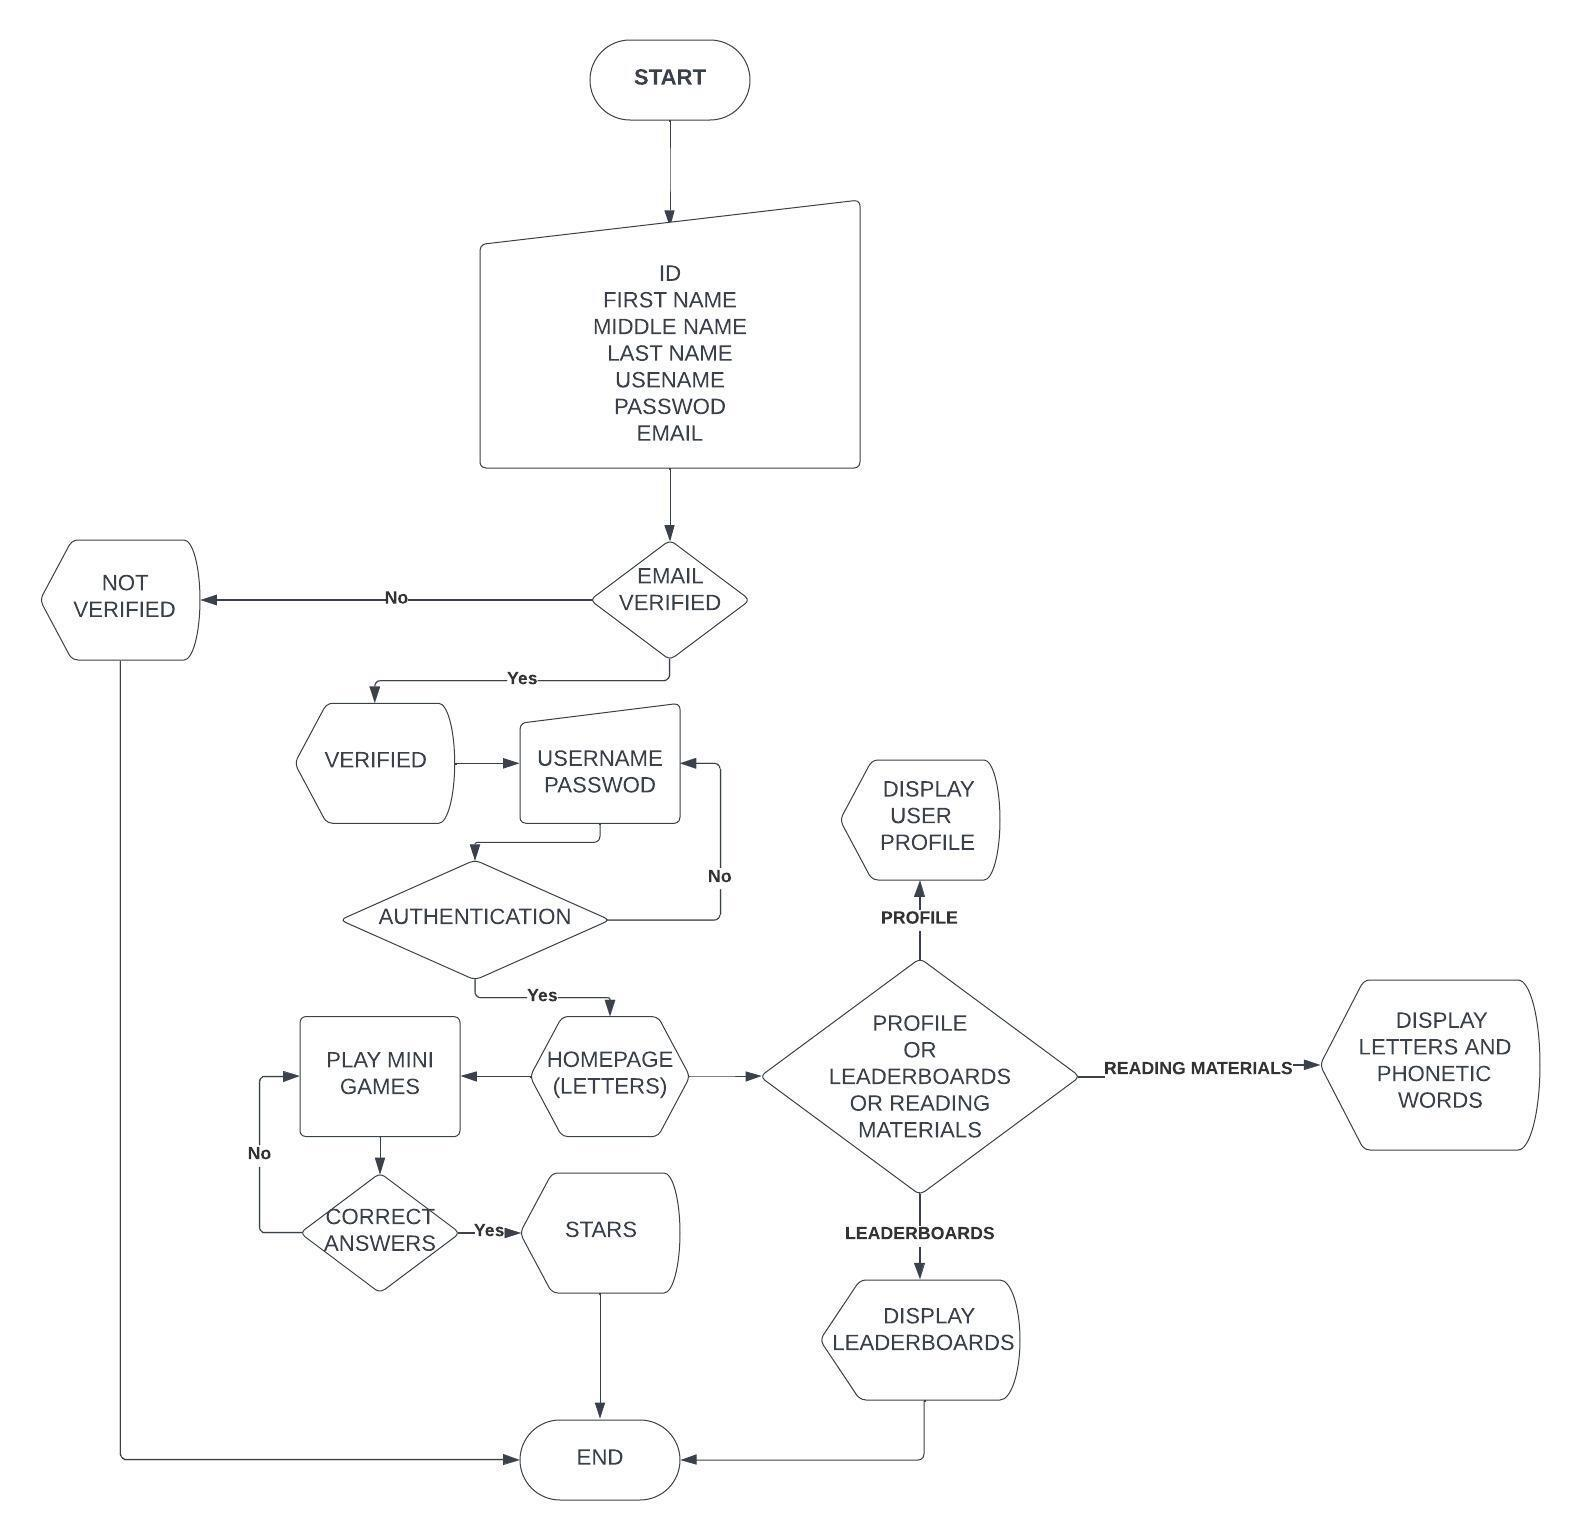 START
ID
FIRST NAME
MIDDLE NAME
LAST NAME
USENAME
PASSWOD
EMAIL
EMAIL
VERIFIED
No
NOT
VERIFIED
Yes
VERIFIED
USERNAME
PASSWOD
No
AUTHENTICATION
Yes
HOMEPAGE
(LETTERS)
PLAY MINI
GAMES
No
CORRECT
ANSWERS
Yes
STARS
DISPLAY
USER
PROFILE
PROFILE
PROFILE
OR
LEADERBOARDS
OR READING
MATERIALS
READING MATERIALS
DISPLAY
LETTERS AND
PHONETIC
WORDS
LEADERBOARDS
DISPLAY
LEADERBOARDS
END